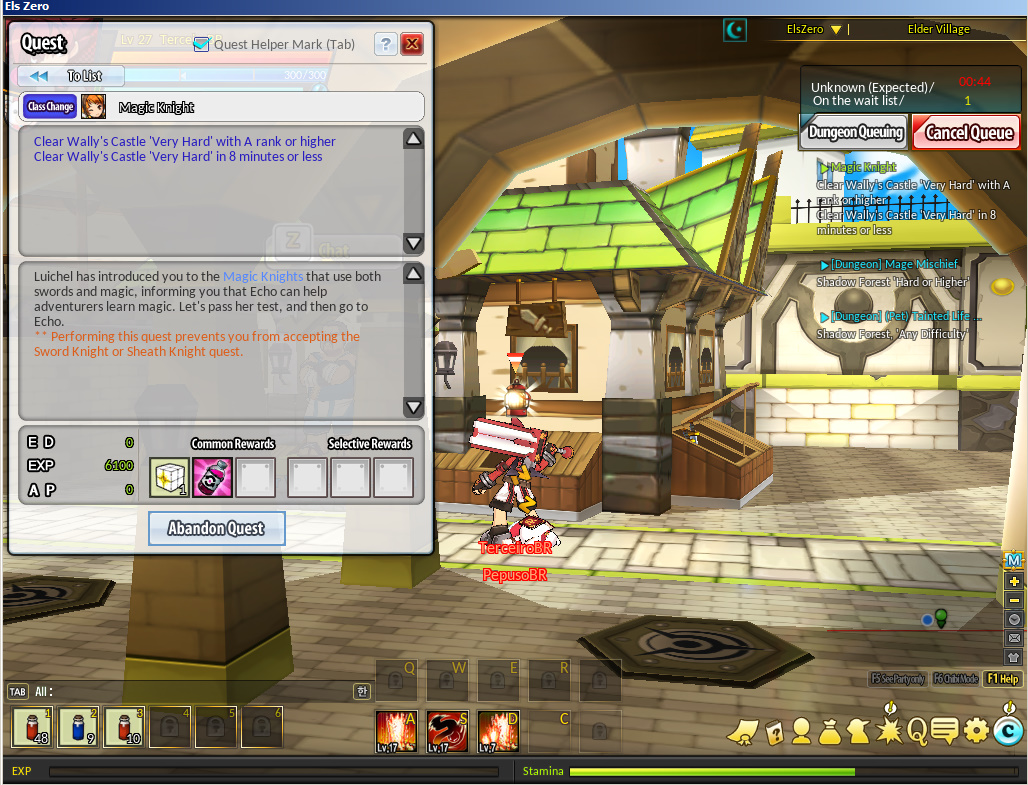 Els Zero
Quest
Lv.27
Quest Helper Mark (Tab)
?
To List
300/300
Class Change
Magic Knight
Clear Wally's Castle 'Very Hard' with A rank or higher
Clear Wally's Castle 'Very Hard' in 8 minutes or less
Z
Chat
Luichel has introduced you to the Magic Knights that use both
swords and magic, informing you that Echo can help
adventurers learn magic. Let's pass her test, and then go to
Echo.
** Performing this quest prevents you from accepting the
Sword Knight or Sheath Knight quest.
E D
0
Common Rewards
Selective Rewards
EXP
6100
1
A P
0
Abandon Quest
ElsZero
Elder Village
Unknown (Expected)/
00:44
On the wait list/
1
Dungeon Queuing
Cancel Queue
Magic Knight
Clear Wally's Castle 'Very Hard' with A
rank or higher
Clear Wally's Castle 'Very Hard' in 8
minutes or less
[Dungeon] Mage Mischief
Shadow Forest 'Hard or Higher'
[Dungeon] (Pet) Tainted Life ...
Shadow Forest, 'Any Difficulty'
TerceiroBR
PepusoBR
M
F5 See Party only
F6 Oribi Mode
F1 Help
TAB
All :
한
Q
W
E
R
1
48
2
9
3
10
4
5
6
A
Lv.17
S
Lv.17
D
Lv.7
C
EXP
Stamina